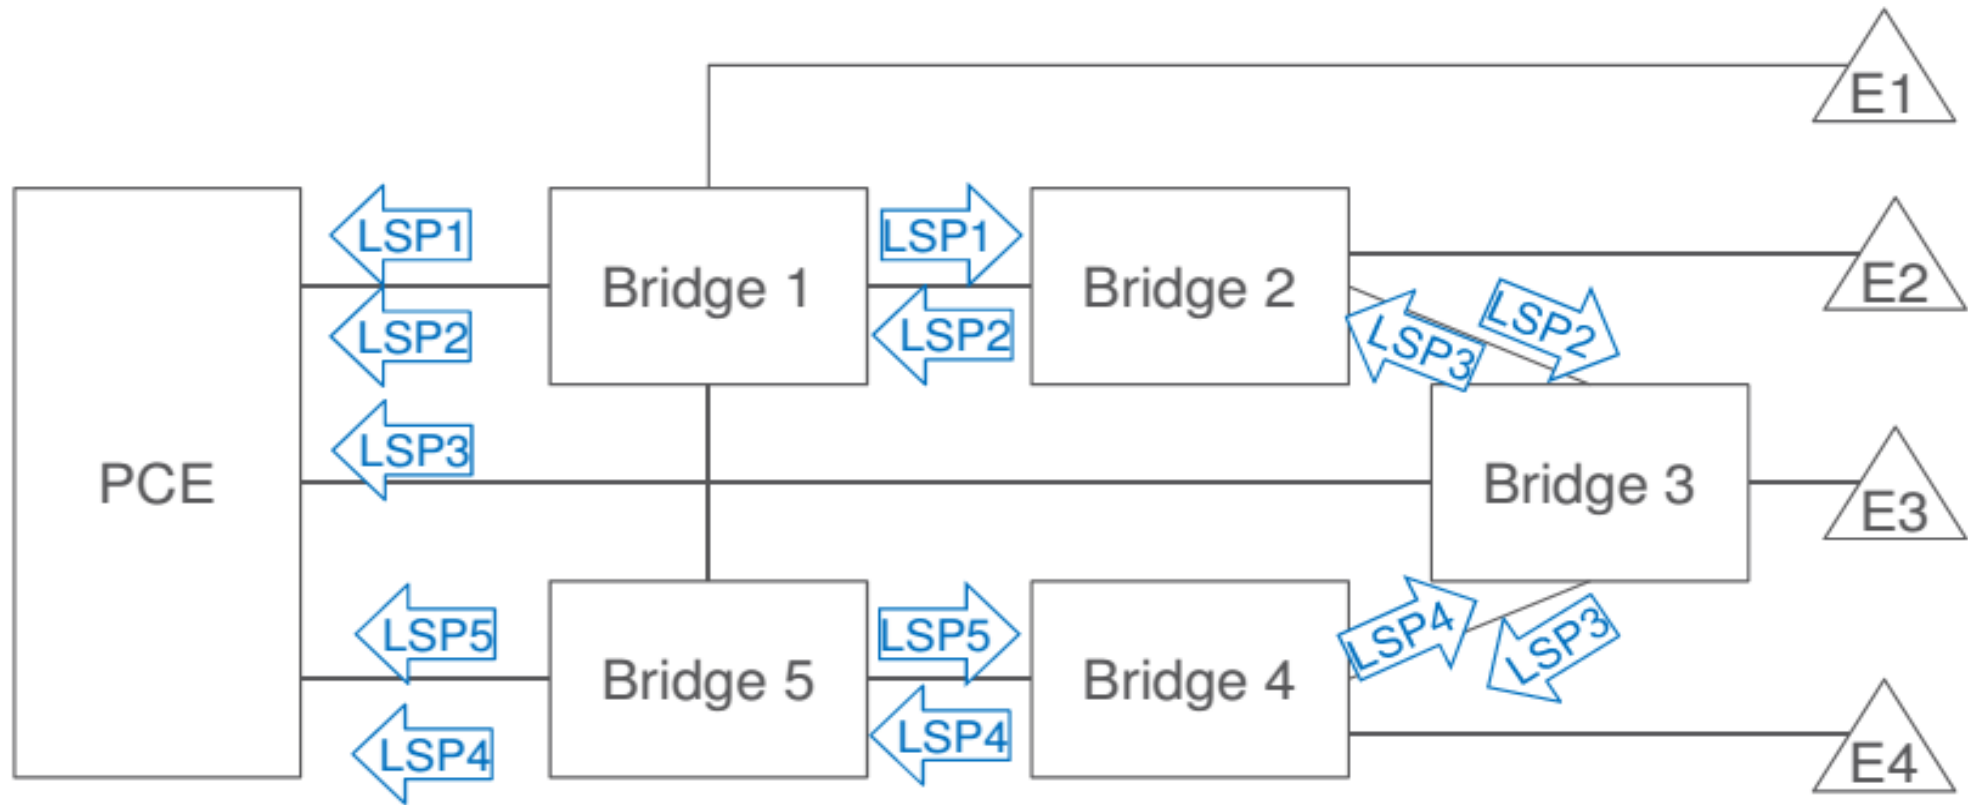 E1
LSP1
LSP1
Bridge 1
Bridge 2
E2
LSP2
LSP2
LSP3
LSP2
LSP3
PCE
Bridge 3
E3
LSP5
LSP5
LSP4
LSP3
Bridge 5
Bridge 4
LSP4
LSP4
E4